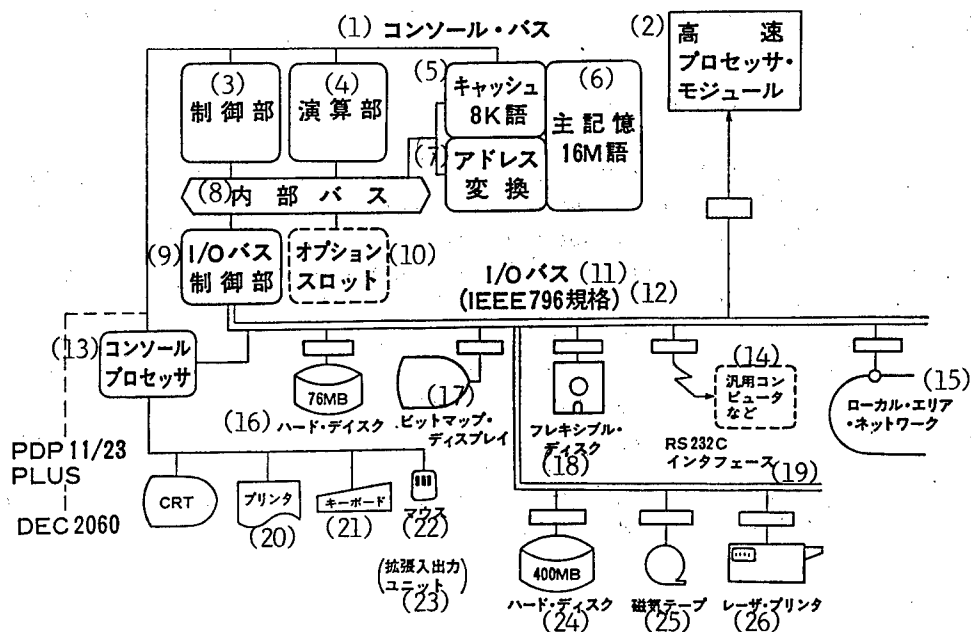 (1) コンソール・バス
(2) 高速
プロセッサ・
モジュール
(3)
制御部
(4)
演算部
(5)
キャッシュ
8K語
(6)
主記憶
16M語
(7) アドレス
変換
(8) 内部バス
(9) I/Oバス
制御部
オプション (10)
スロット
I/Oバス (11)
(IEEE796規格) (12)
(13) コンソール
プロセッサ
76MB
(16) ハード・デイスク
(17)
ビットマップ・
ディスプレイ
フレキシブル・
ディスク
(18)
(14)
汎用コン
ピュータ
など
RS232C
インタフェース (19)
(15)
ローカル・エリア
・ネットワーク
PDP 11/23
PLUS
DEC 2060
CRT
プリンタ
(20)
キーボード
(21)
マウス
(22)
(拡張入出力
ユニット)
(23)
400MB
ハード・ディスク
(24)
磁気テープ
(25)
レーザ・プリンタ
(26)